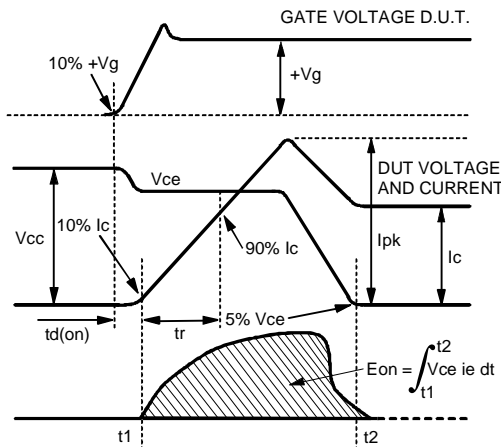 GATE VOLTAGE D.U.T.
10% +Vg
+Vg
Vce
DUT VOLTAGE
AND CURRENT
Vcc
10% Ic
90% Ic
Ipk
Ic
td(on)
tr
5% Vce
Eon = ∫ Vce ie dt
t2
t1
t1
t2